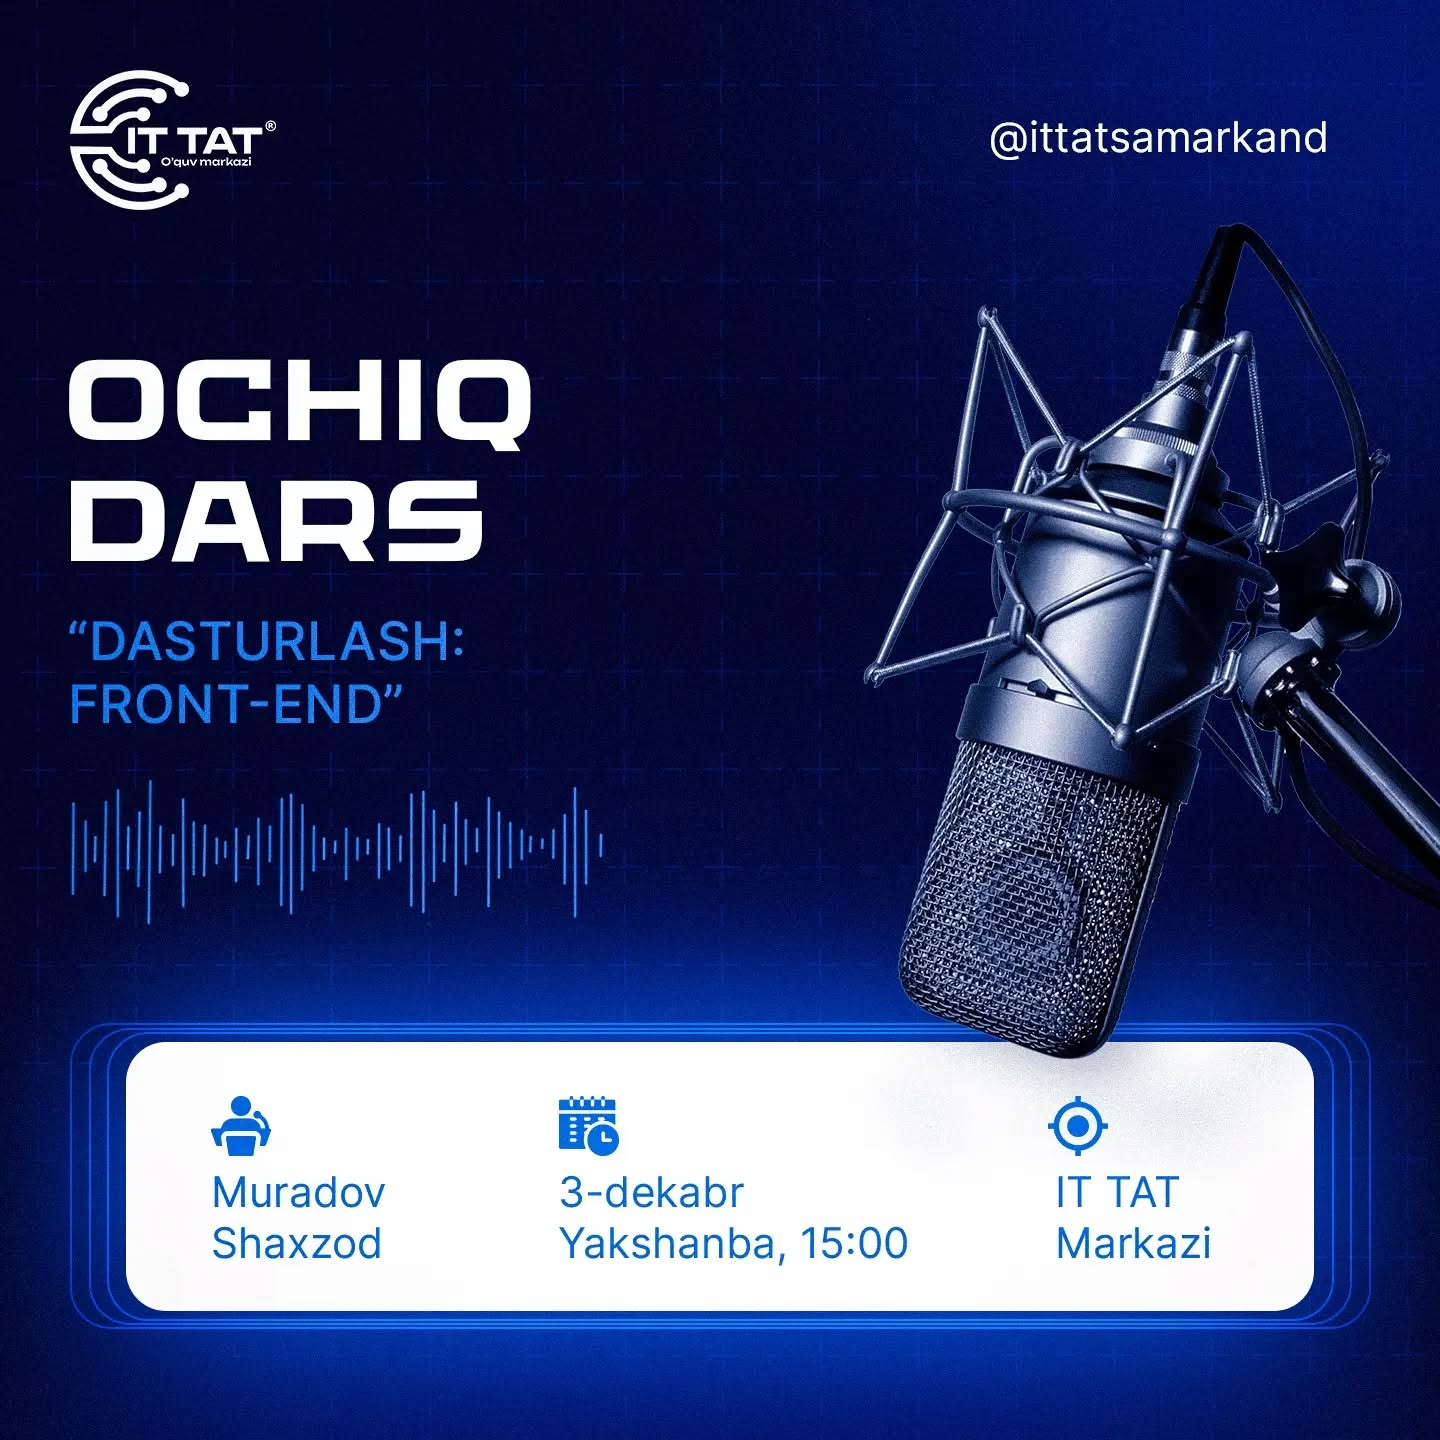 IT TAT®
O'quv markazi
@ittatsamarkand
OCHIQ
DARS
“DASTURLASH:
FRONT-END”
Muradov
Shaxzod
3-dekabr
Yakshanba, 15:00
IT TAT
Markazi